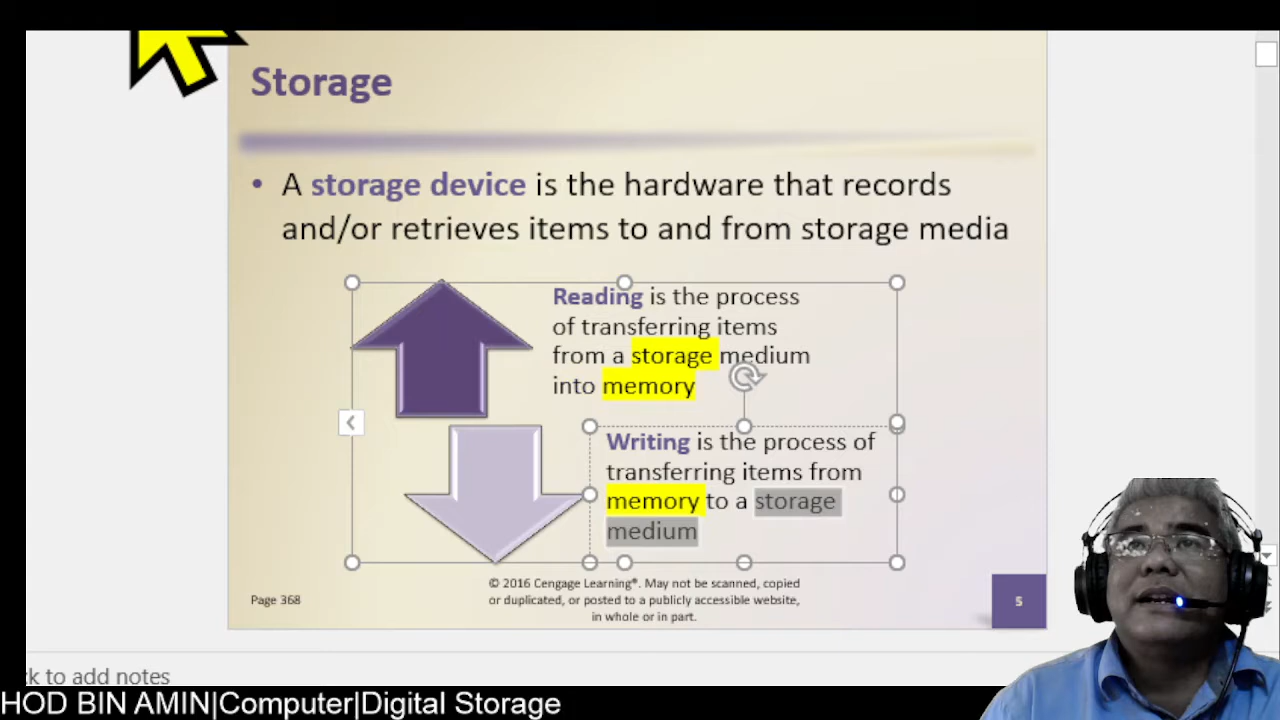 Storage
• A storage device is the hardware that records
and/or retrieves items to and from storage media
Reading is the process
of transferring items
from a storage medium
into memory
Writing is the process of
transferring items from
memory to a storage
medium
Page 368
© 2016 Cengage Learning®. May not be scanned, copied
or duplicated, or posted to a publicly accessible website,
in whole or in part.
5
to add notes
HOD BIN AMIN|Computer|Digital Storage